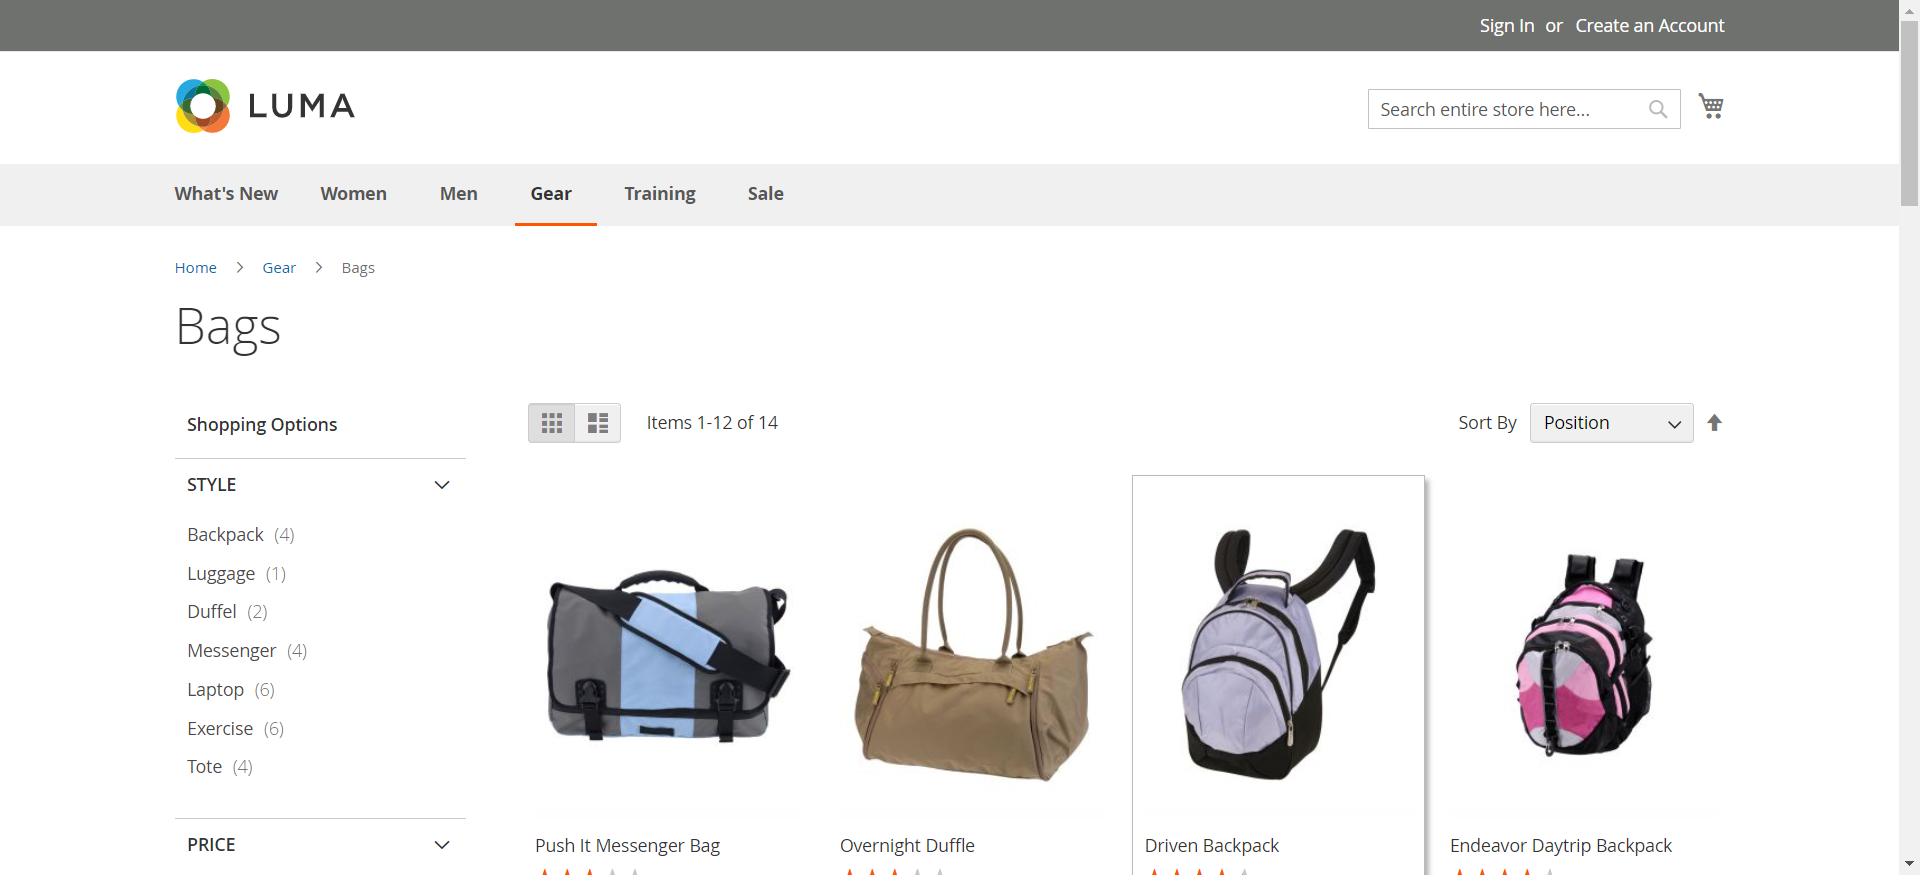 Sign In or Create an Account
LUMA
Search entire store here...
What's New Women Men Gear Training Sale
Home > Gear > Bags
Bags
Shopping Options
Items 1-12 of 14
Sort By Position
STYLE
Backpack (4)
Luggage (1)
Duffel (2)
Messenger (4)
Laptop (6)
Exercise (6)
Tote (4)
PRICE
Push It Messenger Bag
Overnight Duffle
Driven Backpack
Endeavor Daytrip Backpack